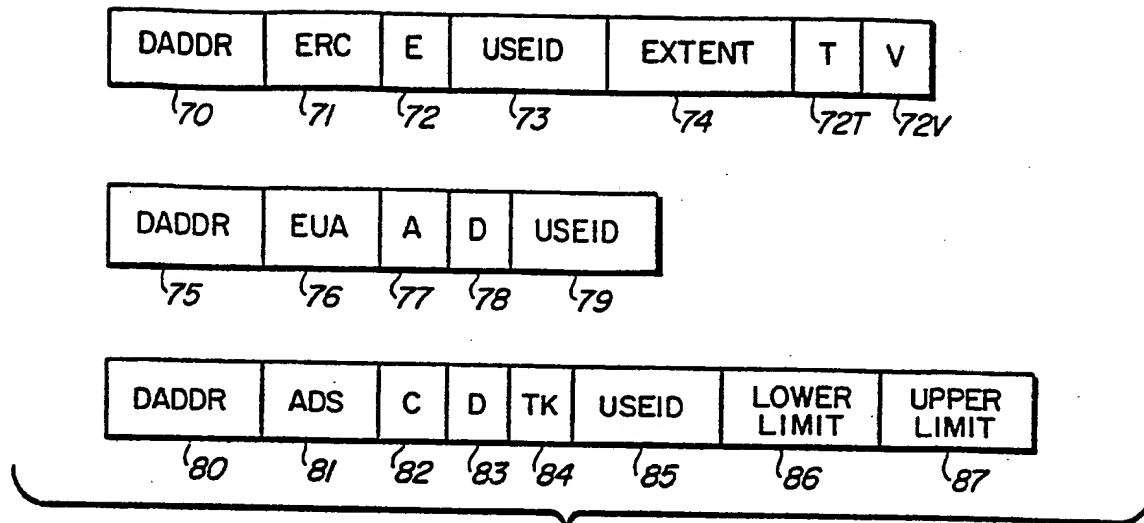 DADDR ERC E USEID EXTENT T V
70 71 72 73 74 72T 72V
DADDR EUA A D USEID
75 76 77 78 79
DADDR ADS C D TK USEID LOWER LIMIT UPPER LIMIT
80 81 82 83 84 85 86 87